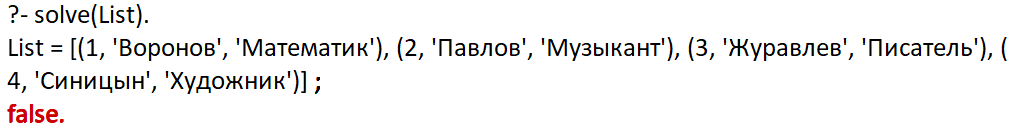 ?- solve(List).
List = [(1, 'Воронов', 'Математик'), (2, 'Павлов', 'Музыкант'), (3, 'Журавлев', 'Писатель'), (
4, 'Синицын', 'Художник')] ;
false.